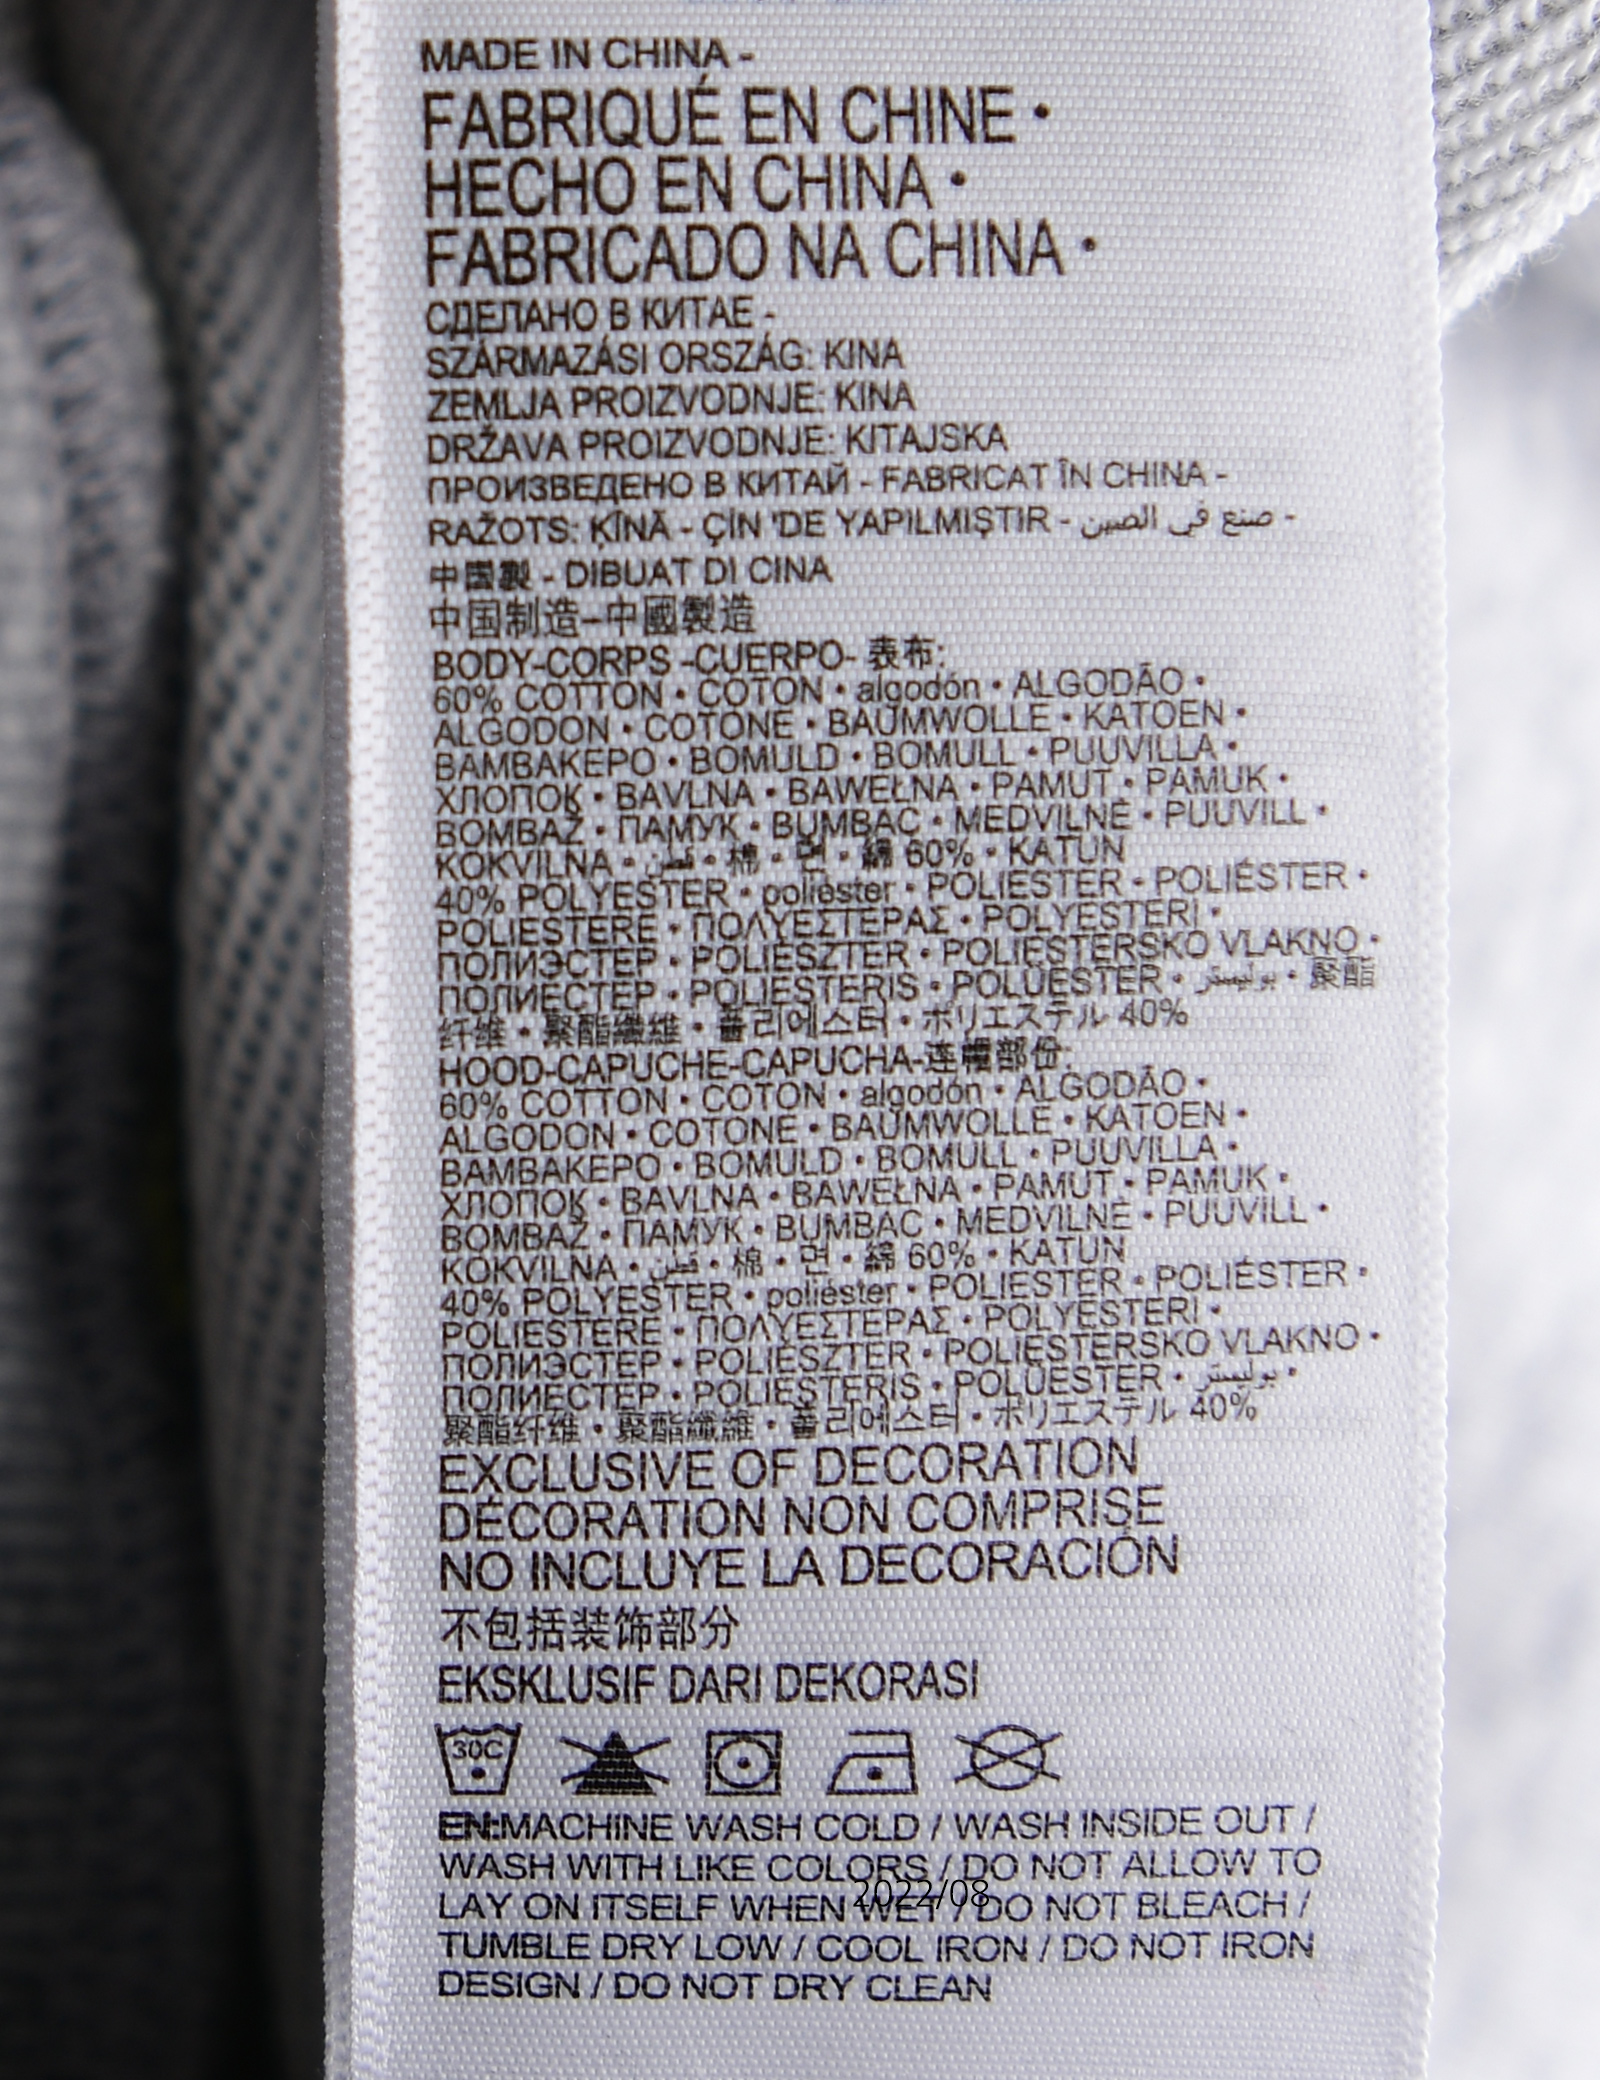 MADE IN CHINA -
FABRIQUÉ EN CHINE •
HECHO EN CHINA •
FABRICADO NA CHINA •
СДЕЛАНО В КИТАЕ -
SZÁRMAZÁSI ORSZÁG: KINA
ZEMLJA PROIZVODNJE: KINA
DRŽAVA PROIZVODNJE: KITAJSKA
ПРОИЗВЕДЕНО В КИТАЙ - FABRICAT ÎN CHINA -
RAŽOTS: ĶĪNĀ - ÇİN 'DE YAPILMIŞTIR - صنع في الصين -
中国製 - DIBUAT DI CINA
中国制造-中國製造
BODY-CORPS -CUERPO- 表布:
60% COTTON • COTON • algodón • ALGODÃO •
ALGODON • COTONE • BAUMWOLLE • KATOEN •
BAMBAKEPO • BOMULD • BOMULL • PUUVILLA •
ХЛОПОК • BAVLNA • BAWEŁNA • PAMUT • PAMUK •
BOMBAŽ • ПАМУК • BUMBAC • MEDVILNĖ • PUUVILL •
KOKVILNA • قطن • 棉 • 면 • 綿 60% • KATUN
40% POLYESTER • poliéster • POLIESTER • POLIÉSTER •
POLIESTERE • ΠΟΛΥΕΣΤΕΡΑΣ • POLYESTERI •
ПОЛИЭСТЕР • POLIÉSZTER • POLIESTERSKO VLAKNO •
ПОЛИЕСТЕР • POLIESTERIS • POLÜESTER • بوليستر • 聚酯
纤维 • 聚酯纖維 • 폴리에스터 • ポリエステル 40%
HOOD-CAPUCHE-CAPUCHA-连帽部份:
60% COTTON • COTON • algodón • ALGODÃO •
ALGODON • COTONE • BAUMWOLLE • KATOEN •
BAMBAKEPO • BOMULD • BOMULL • PUUVILLA •
ХЛОПОК • BAVLNA • BAWEŁNA • PAMUT • PAMUK •
BOMBAŽ • ПАМУК • BUMBAC • MEDVILNĖ • PUUVILL •
KOKVILNA • قطن • 棉 • 면 • 綿 60% • KATUN
40% POLYESTER • poliéster • POLIESTER • POLIÉSTER •
POLIESTERE • ΠΟΛΥΕΣΤΕΡΑΣ • POLYESTERI •
ПОЛИЭСТЕР • POLIÉSZTER • POLIESTERSKO VLAKNO •
ПОЛИЕСТЕР • POLIESTERIS • POLÜESTER • بوليستر •
聚酯纤维 • 聚酯纖維 • 폴리에스터 • ポリエステル 40%
EXCLUSIVE OF DECORATION
DÉCORATION NON COMPRISE
NO INCLUYE LA DECORACIÓN
不包括装饰部分
EKSKLUSIF DARI DEKORASI
30C
EN:MACHINE WASH COLD / WASH INSIDE OUT /
WASH WITH LIKE COLORS / DO NOT ALLOW TO
LAY ON ITSELF WHEN WET / DO NOT BLEACH /
2022/08
TUMBLE DRY LOW / COOL IRON / DO NOT IRON
DESIGN / DO NOT DRY CLEAN